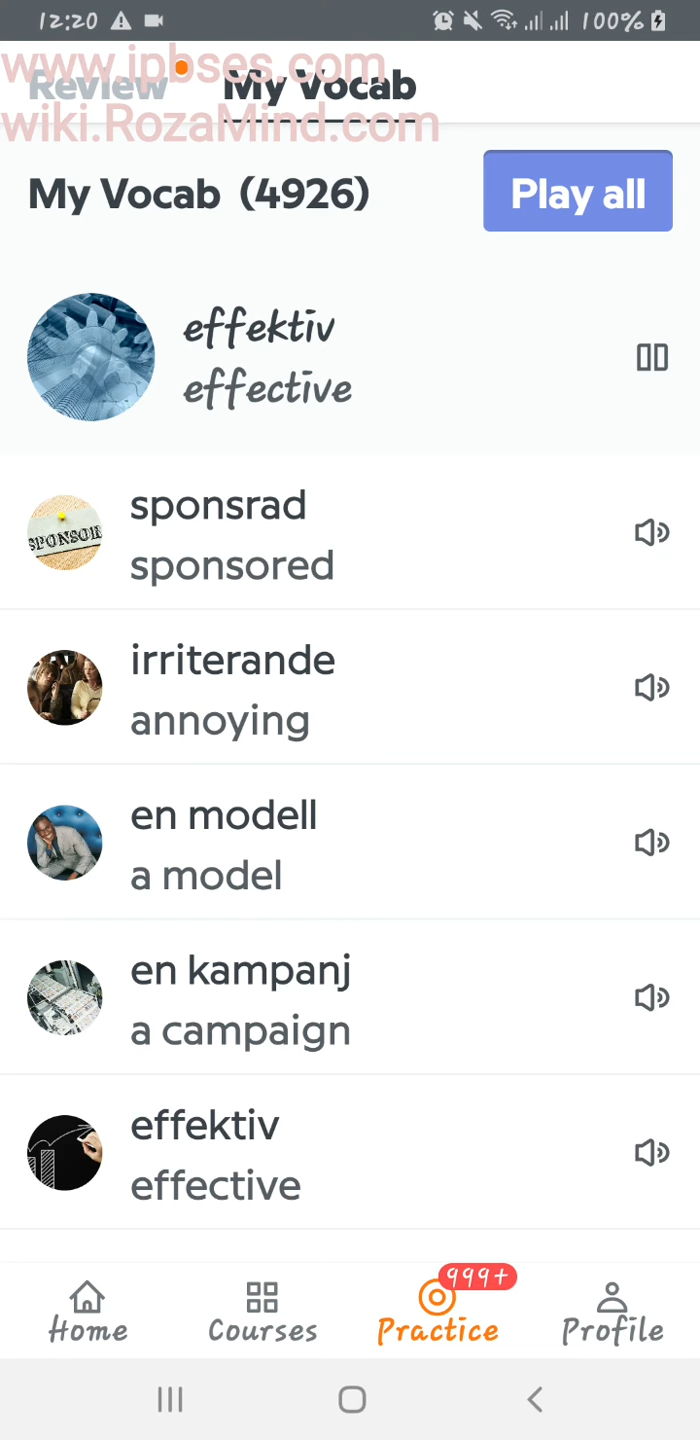 12:20 100%
www.ipbses.com
Review My Vocab
wiki.RozaMind.com
My Vocab (4926) Play all
effektiv
effective
SPONSOR
sponsrad
sponsored
irriterande
annoying
en modell
a model
en kampanj
a campaign
effektiv
effective
999+
Home Courses Practice Profile